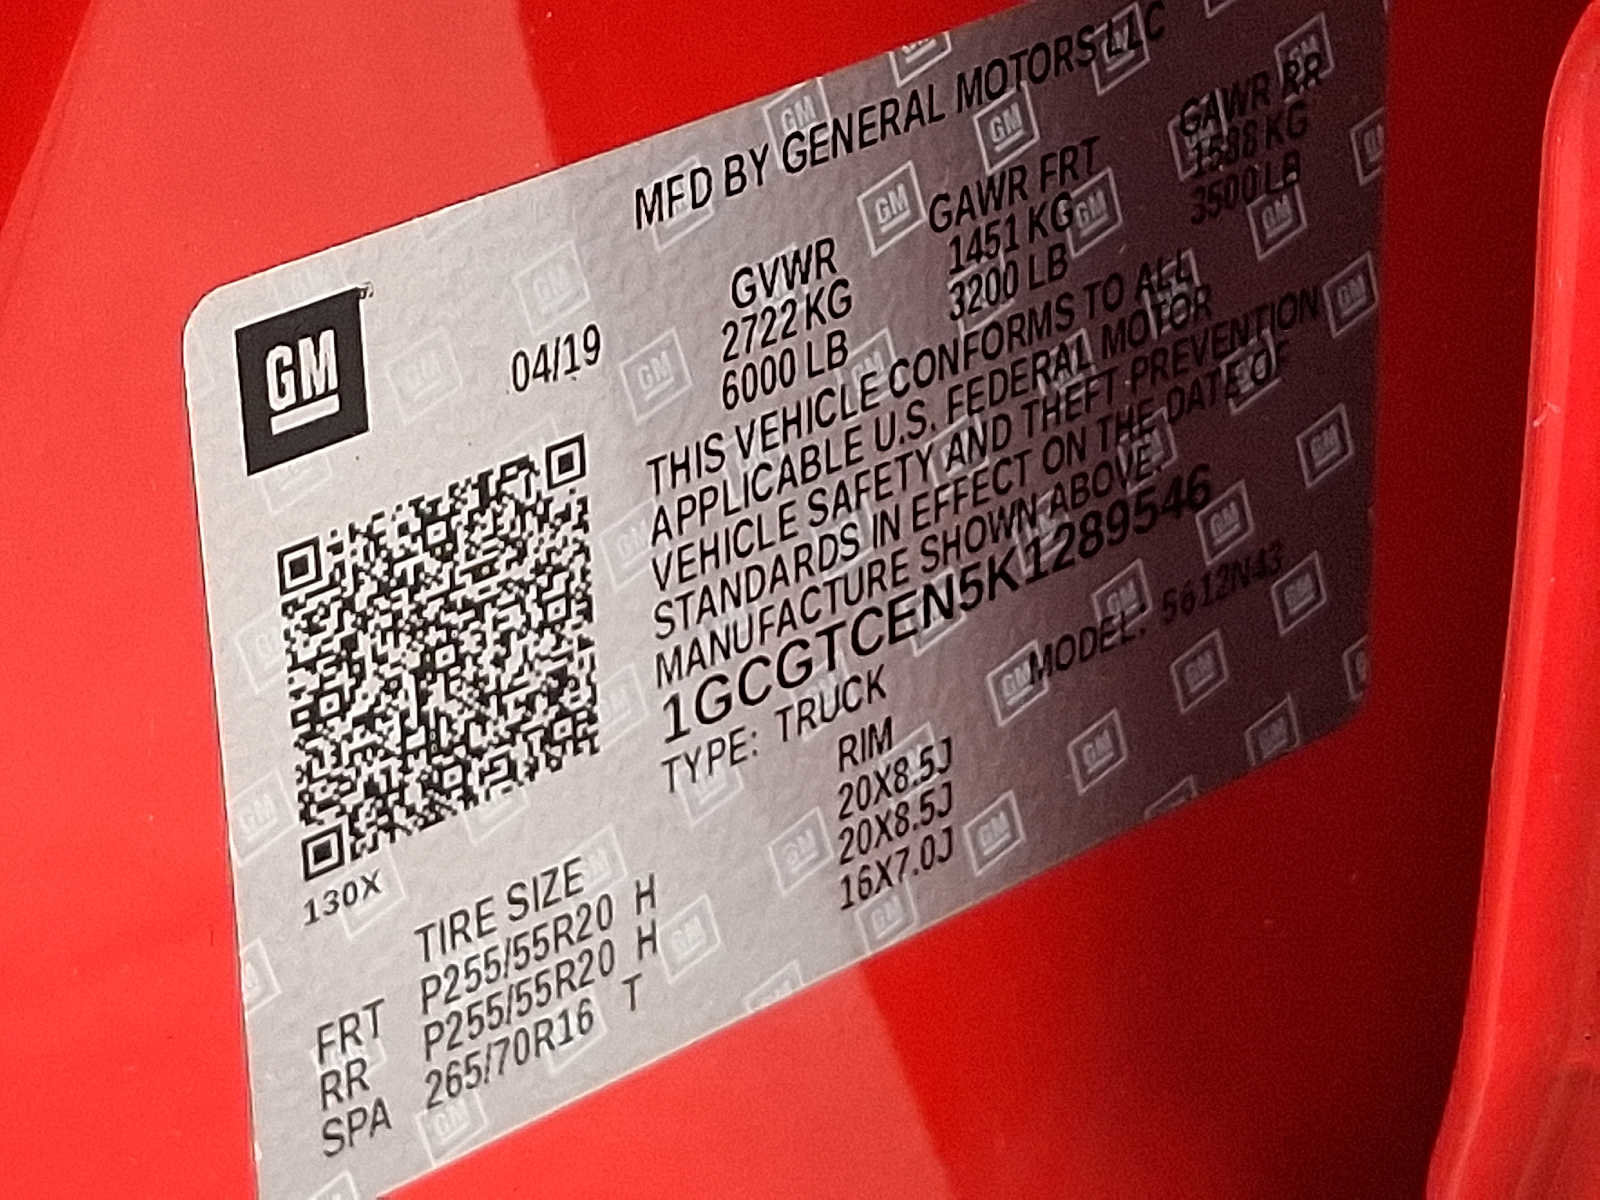 MFD BY GENERAL MOTORS LLC
GM
04/19
GVWR GAWR FRT GAWR RR
2722 KG 1451 KG 1588 KG
6000 LB 3200 LB 3500 LB
THIS VEHICLE CONFORMS TO ALL
APPLICABLE U.S. FEDERAL MOTOR
VEHICLE SAFETY AND THEFT PREVENTION
STANDARDS IN EFFECT ON THE DATE OF
MANUFACTURE SHOWN ABOVE.
1GCGTCEN5K1289546
TYPE: TRUCK MODEL: 5612N43
130X
TIRE SIZE RIM
FRT P255/55R20 H 20X8.5J
RR P255/55R20 H 20X8.5J
SPA 265/70R16 T 16X7.0J